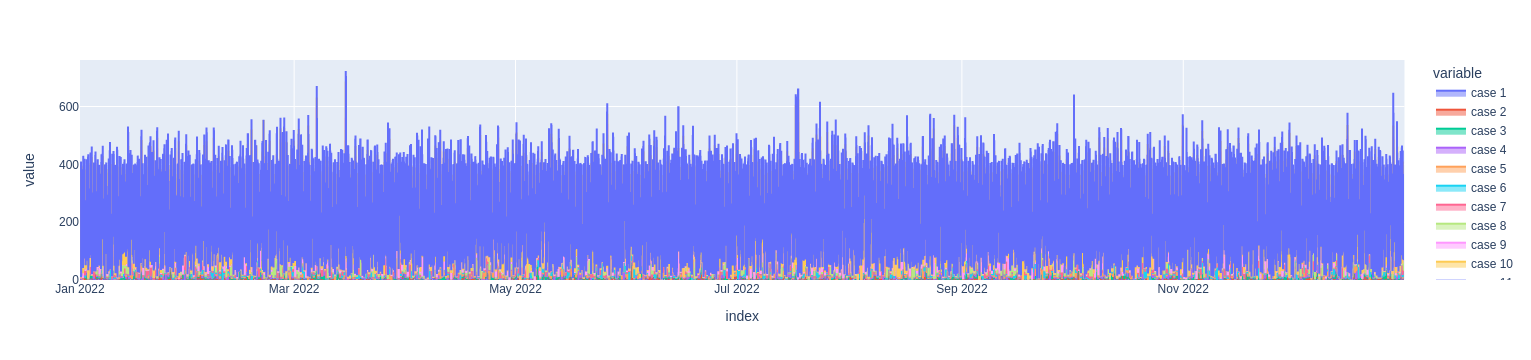 variable
case 1
case 2
case 3
case 4
case 5
case 6
case 7
case 8
case 9
case 10
value
600
400
200
0
Jan 2022
Mar 2022
May 2022
Jul 2022
Sep 2022
Nov 2022
index